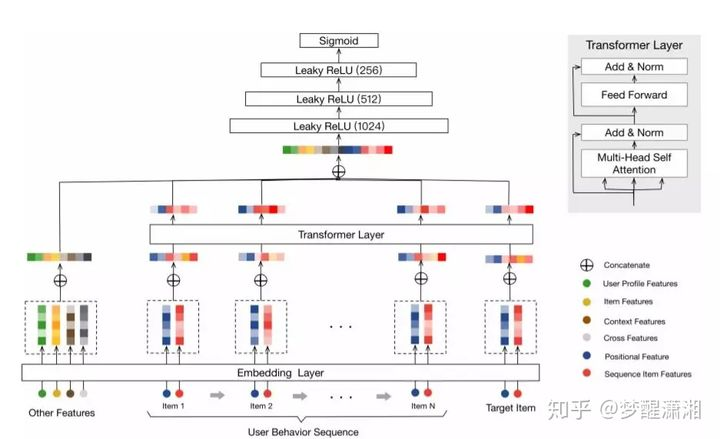 Sigmoid
Leaky ReLU (256)
Leaky ReLU (512)
Leaky ReLU (1024)
Transformer Layer
Add & Norm
Feed Forward
Add & Norm
Multi-Head Self
Attention
Transformer Layer
Concatenate
User Profile Features
Item Features
Context Features
Cross Features
Positional Feature
Sequence Item Features
. . .
Embedding Layer
Other Features
Item 1
Item 2
. . .
Item N
Target Item
User Behavior Sequence
知乎 @梦醒潇湘